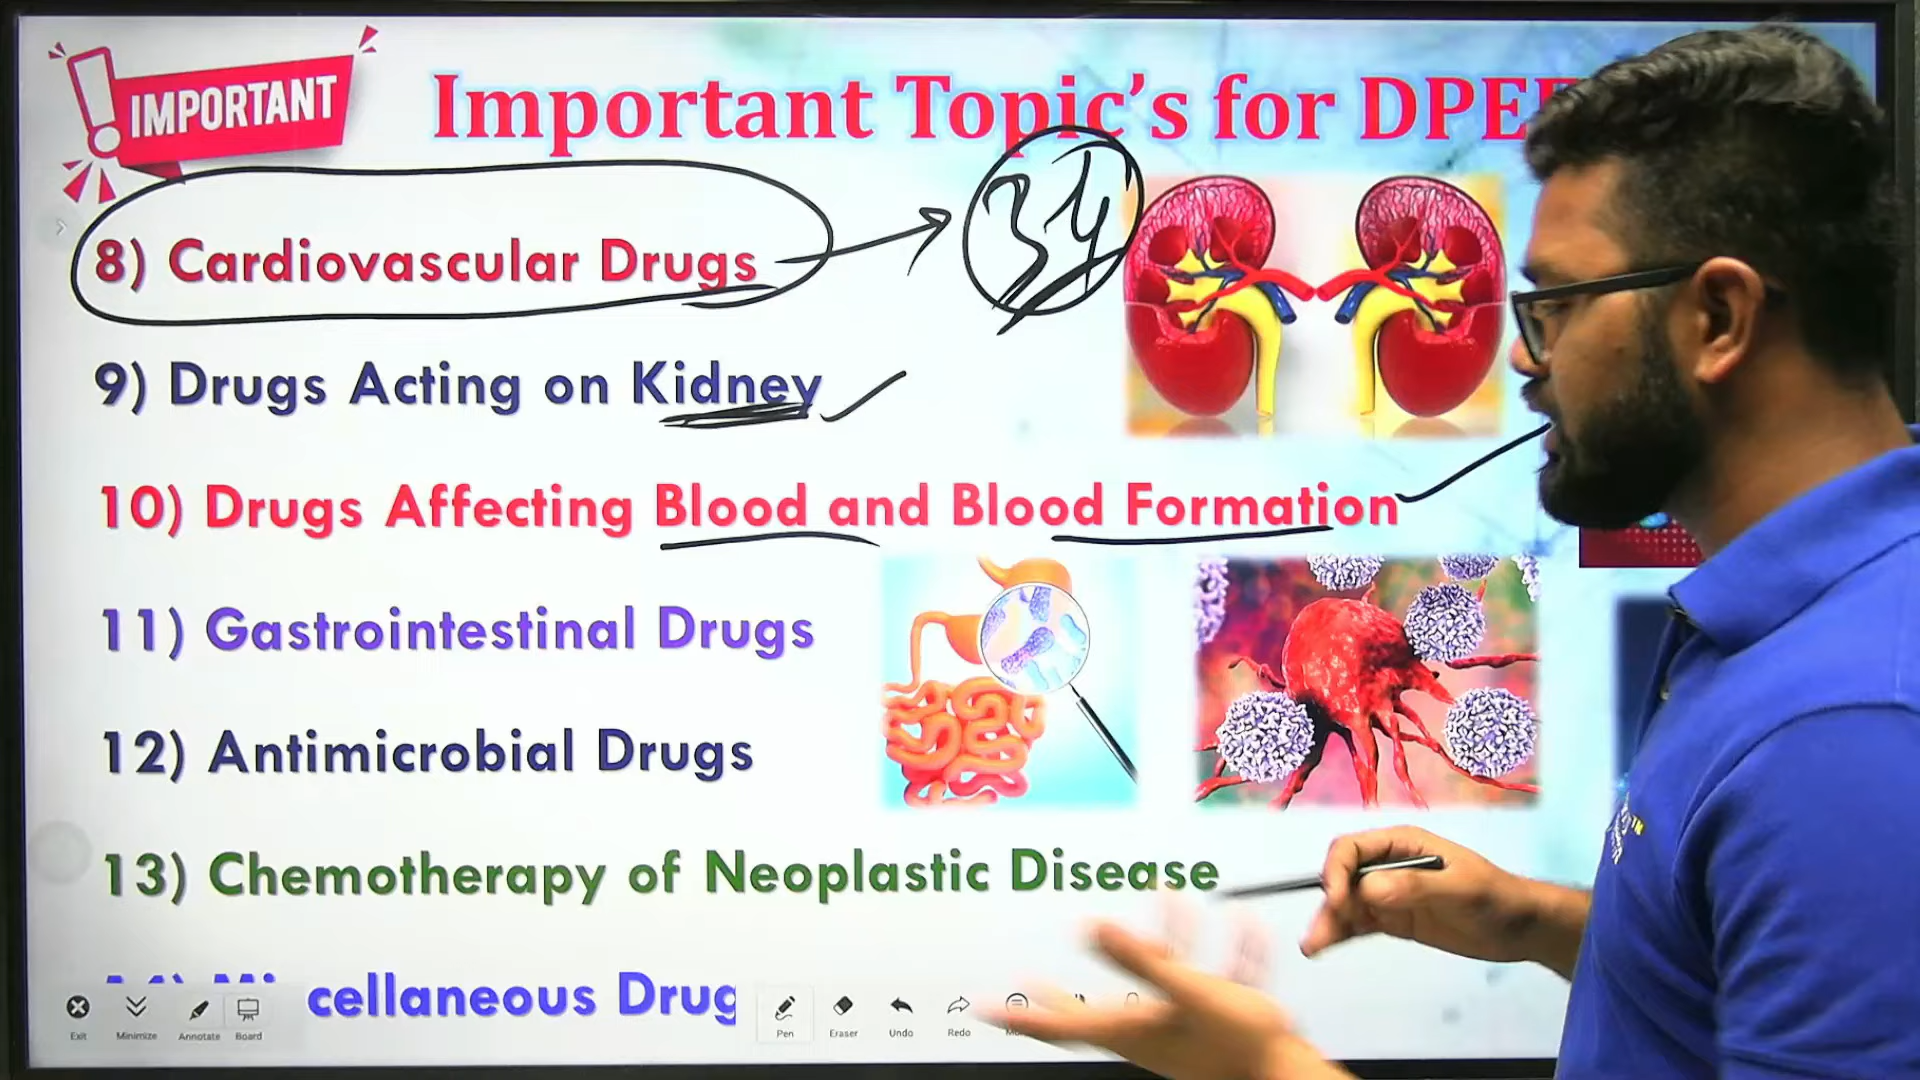 IMPORTANT
Important Topic's for DPEE
34
8) Cardiovascular Drugs
9) Drugs Acting on Kidney
10) Drugs Affecting Blood and Blood Formation
11) Gastrointestinal Drugs
12) Antimicrobial Drugs
13) Chemotherapy of Neoplastic Disease
cellaneous Drug
Exit Minimize Annotate Board Pen Eraser Undo Redo